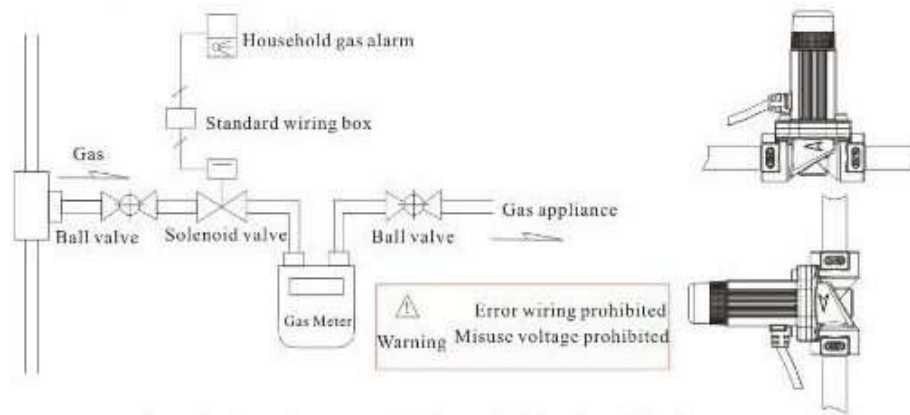 Household gas alarm
Standard wiring box
Gas
Ball valve
Solenoid valve
Ball valve
Gas appliance
Gas Meter
Warning
Error wiring prohibited
Misuse voltage prohibited